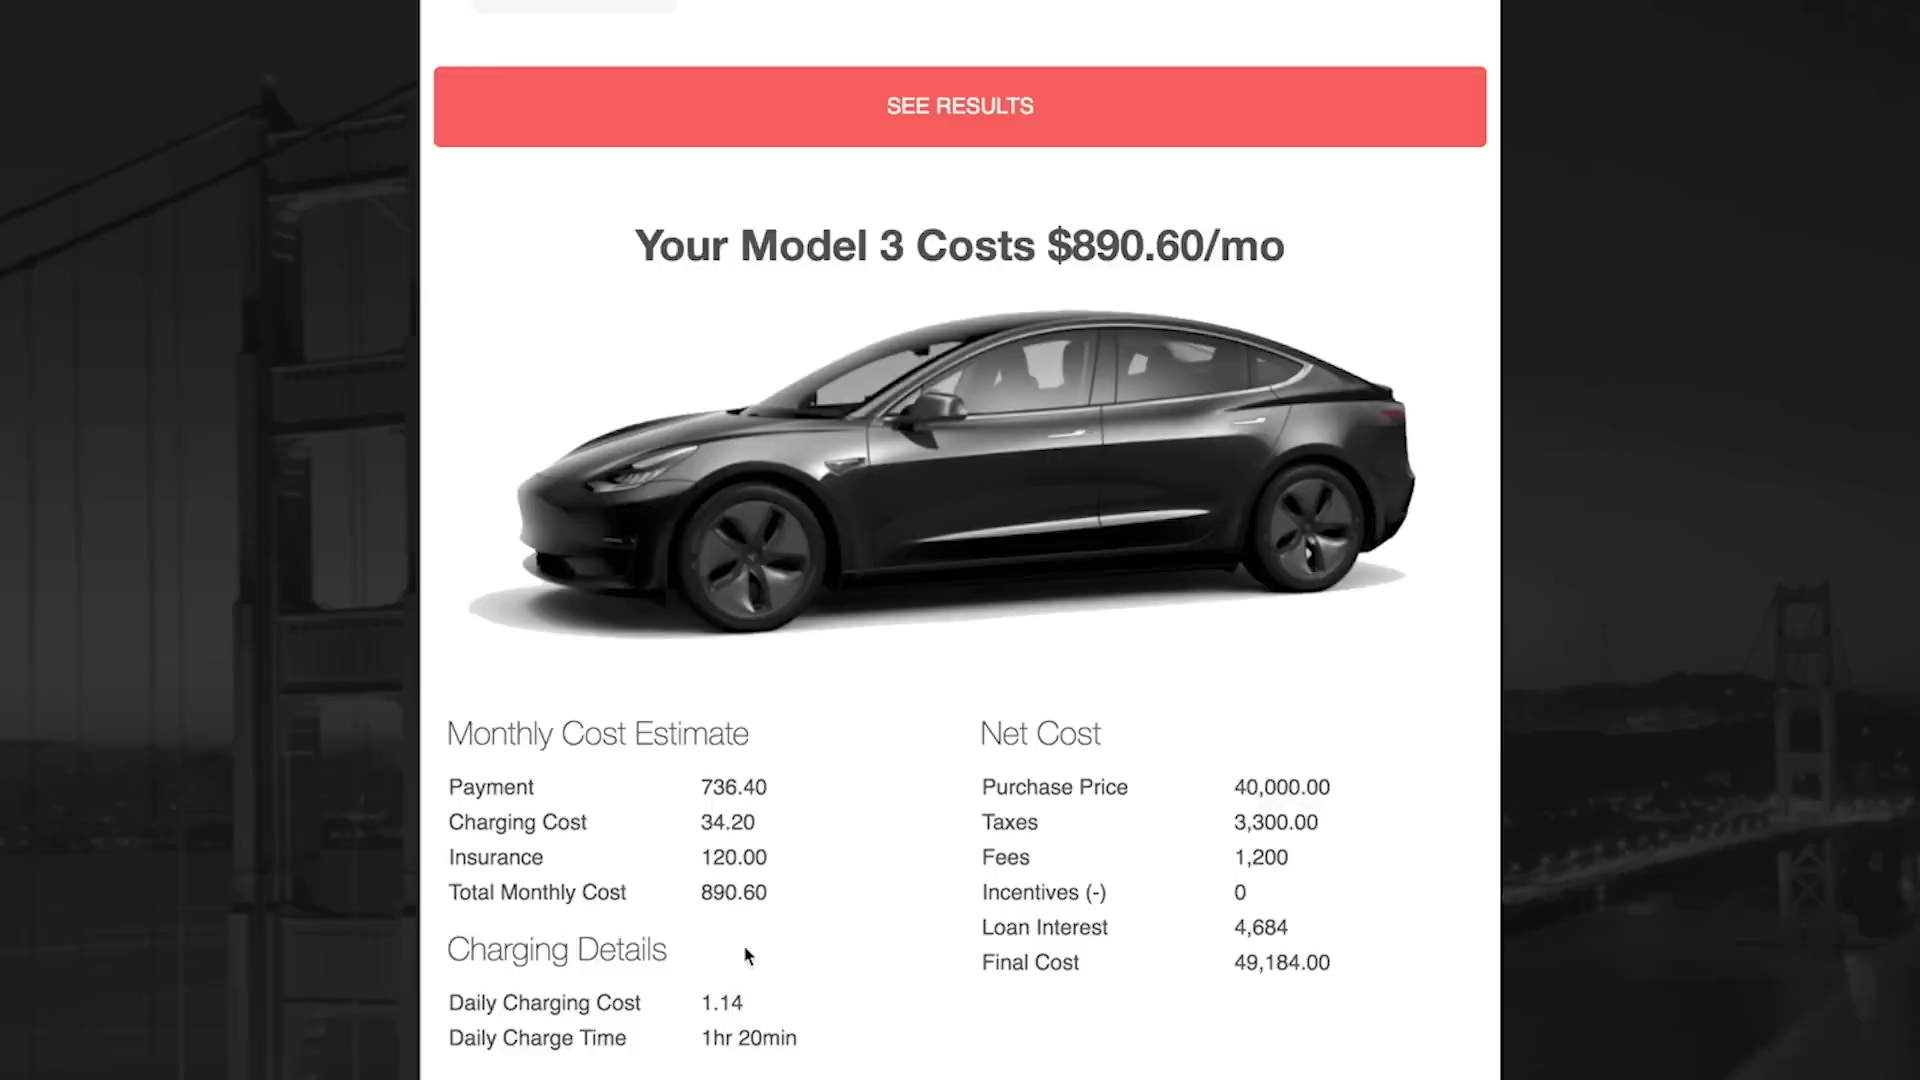 SEE RESULTS
Your Model 3 Costs $890.60/mo
Monthly Cost Estimate
Payment 736.40
Charging Cost 34.20
Insurance 120.00
Total Monthly Cost 890.60
Charging Details
Daily Charging Cost 1.14
Daily Charge Time 1hr 20min
Net Cost
Purchase Price 40,000.00
Taxes 3,300.00
Fees 1,200
Incentives (-) 0
Loan Interest 4,684
Final Cost 49,184.00